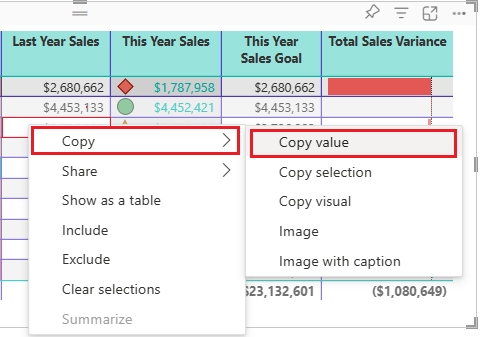 Last Year Sales This Year Sales This Year Sales Goal Total Sales Variance
$2,680,662 $1,787,958 $2,680,662
$4,453,133 $4,452,421 $4,453,133
Copy
Share
Show as a table
Include
Exclude
Clear selections
Summarize
Copy value
Copy selection
Copy visual
Image
Image with caption
$23,132,601 ($1,080,649)